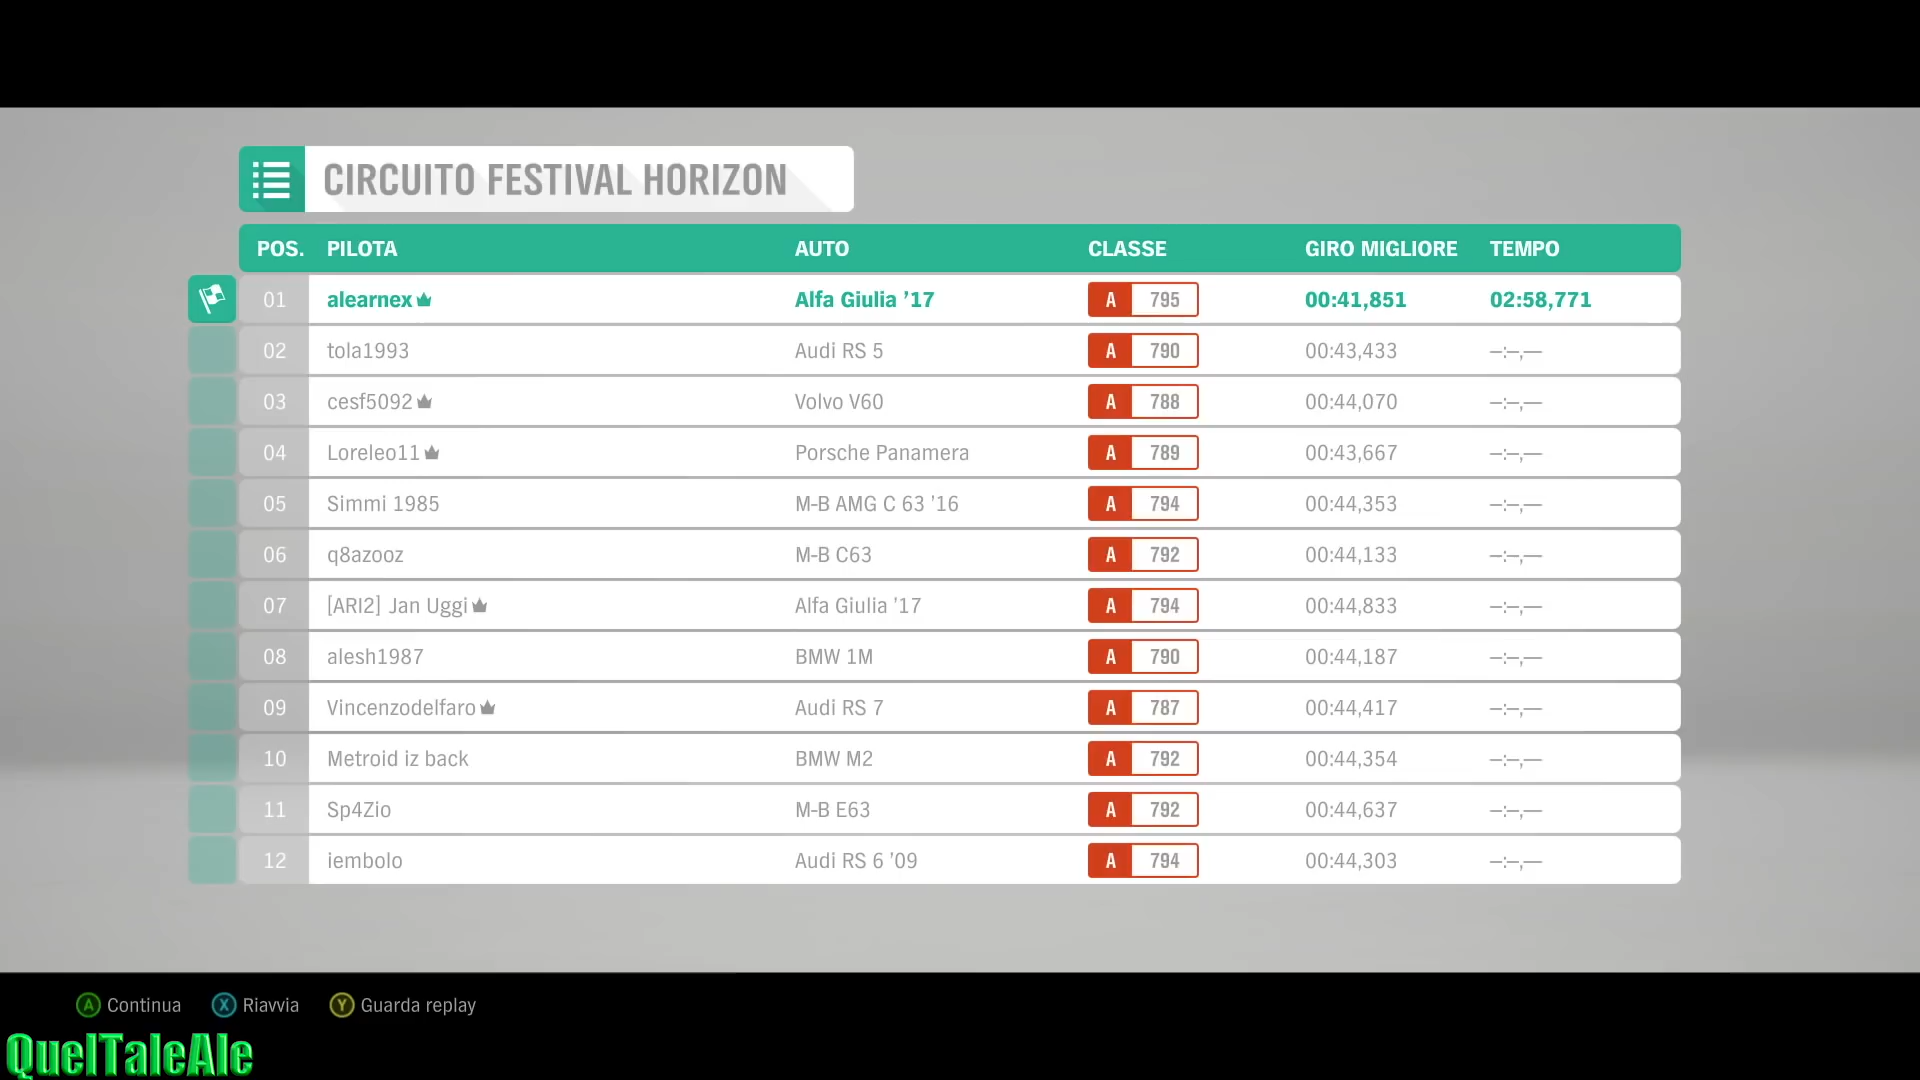 CIRCUITO FESTIVAL HORIZON
POS. PILOTA AUTO CLASSE GIRO MIGLIORE TEMPO
01 alearnex Alfa Giulia ’17 A 795 00:41,851 02:58,771
02 tola1993 Audi RS 5 A 790 00:43,433 –:–,—
03 cesf5092 Volvo V60 A 788 00:44,070 –:–,—
04 Loreleo11 Porsche Panamera A 789 00:43,667 –:–,—
05 Simmi 1985 M-B AMG C 63 ’16 A 794 00:44,353 –:–,—
06 q8azooz M-B C63 A 792 00:44,133 –:–,—
07 [ARI2] Jan Uggi Alfa Giulia ’17 A 794 00:44,833 –:–,—
08 alesh1987 BMW 1M A 790 00:44,187 –:–,—
09 Vincenzodelfaro Audi RS 7 A 787 00:44,417 –:–,—
10 Metroid iz back BMW M2 A 792 00:44,354 –:–,—
11 Sp4Zio M-B E63 A 792 00:44,637 –:–,—
12 iembolo Audi RS 6 ’09 A 794 00:44,303 –:–,—
A Continua X Riavvia Y Guarda replay
QuelTaleAle